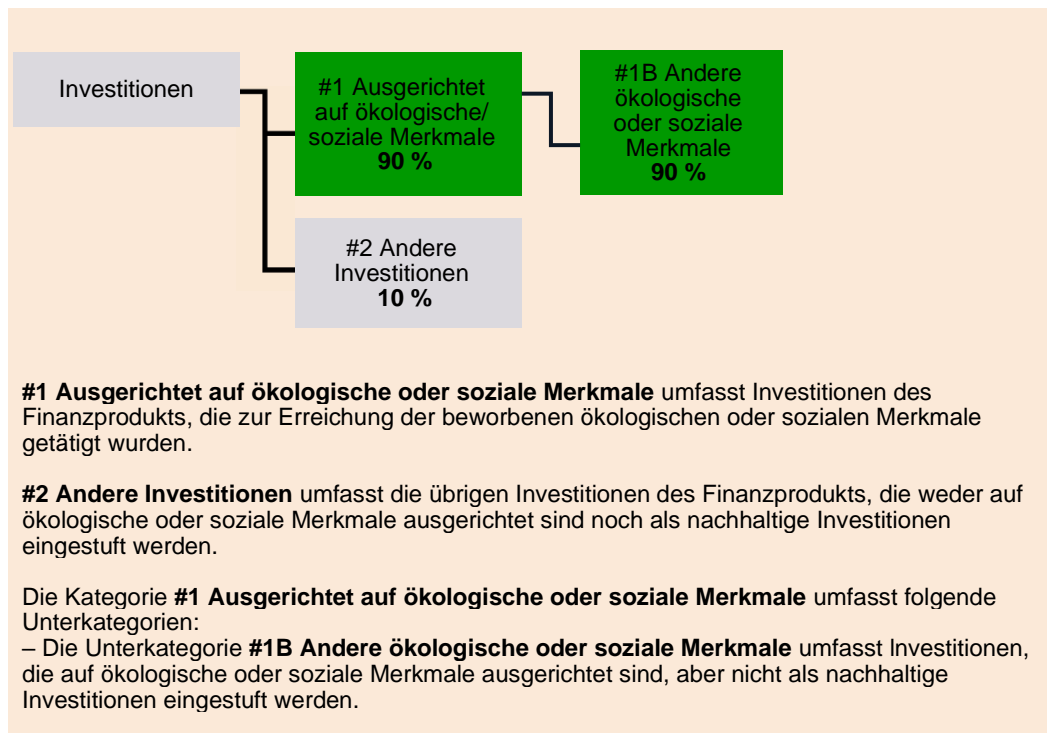 Investitionen
#1 Ausgerichtet
auf ökologische/
soziale Merkmale
90 %
#1B Andere
ökologische
oder soziale
Merkmale
90 %
#2 Andere
Investitionen
10 %
#1 Ausgerichtet auf ökologische oder soziale Merkmale umfasst Investitionen des
Finanzprodukts, die zur Erreichung der beworbenen ökologischen oder sozialen Merkmale
getätigt wurden.
#2 Andere Investitionen umfasst die übrigen Investitionen des Finanzprodukts, die weder auf
ökologische oder soziale Merkmale ausgerichtet sind noch als nachhaltige Investitionen
eingestuft werden.
Die Kategorie #1 Ausgerichtet auf ökologische oder soziale Merkmale umfasst folgende
Unterkategorien:
– Die Unterkategorie #1B Andere ökologische oder soziale Merkmale umfasst Investitionen,
die auf ökologische oder soziale Merkmale ausgerichtet sind, aber nicht als nachhaltige
Investitionen eingestuft werden.